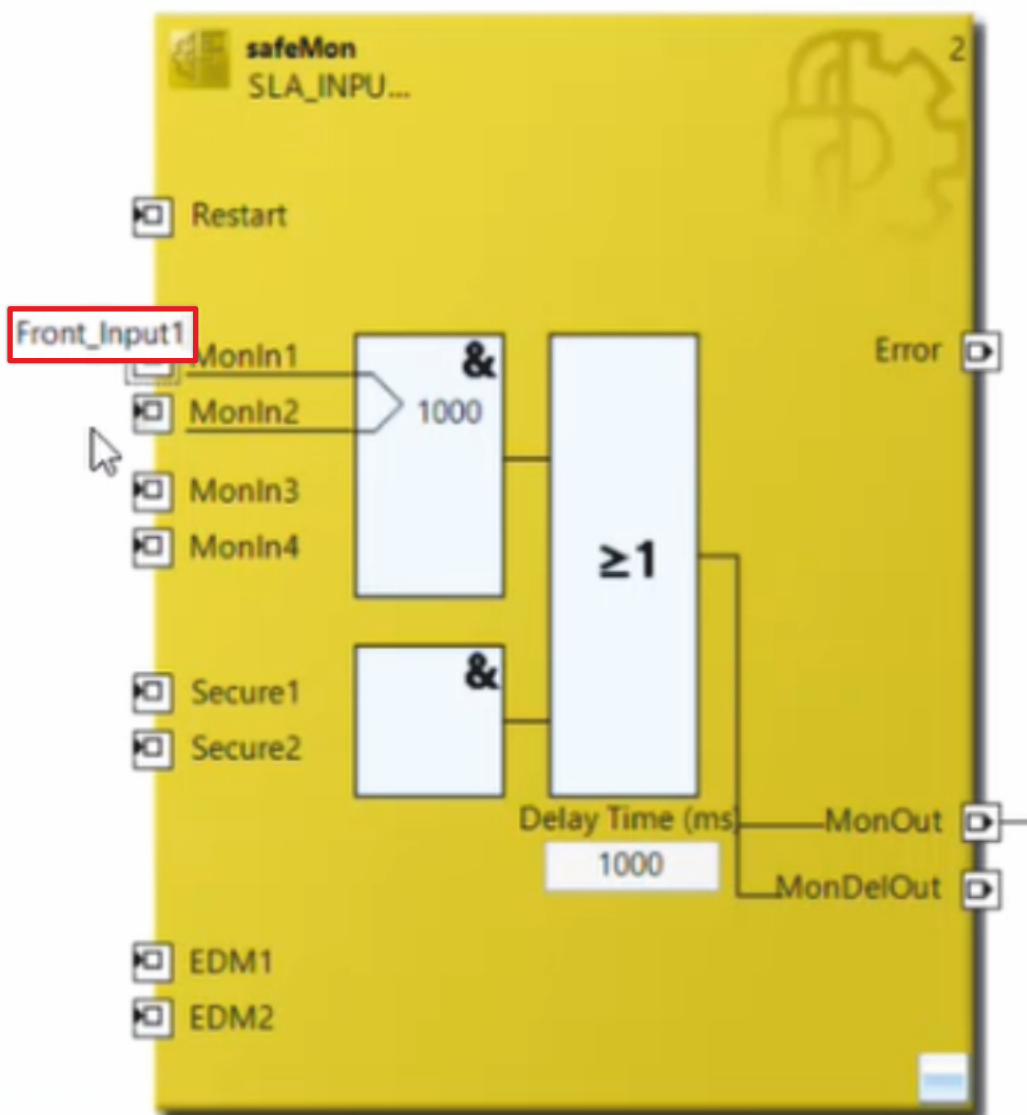 safeMon
2
SLA_INPU...
Restart
Front_Input1
MonIn1
&
Error
MonIn2
1000
MonIn3
MonIn4
≥1
&
Secure1
Secure2
Delay Time (ms)
MonOut
1000
MonDelOut
EDM1
EDM2